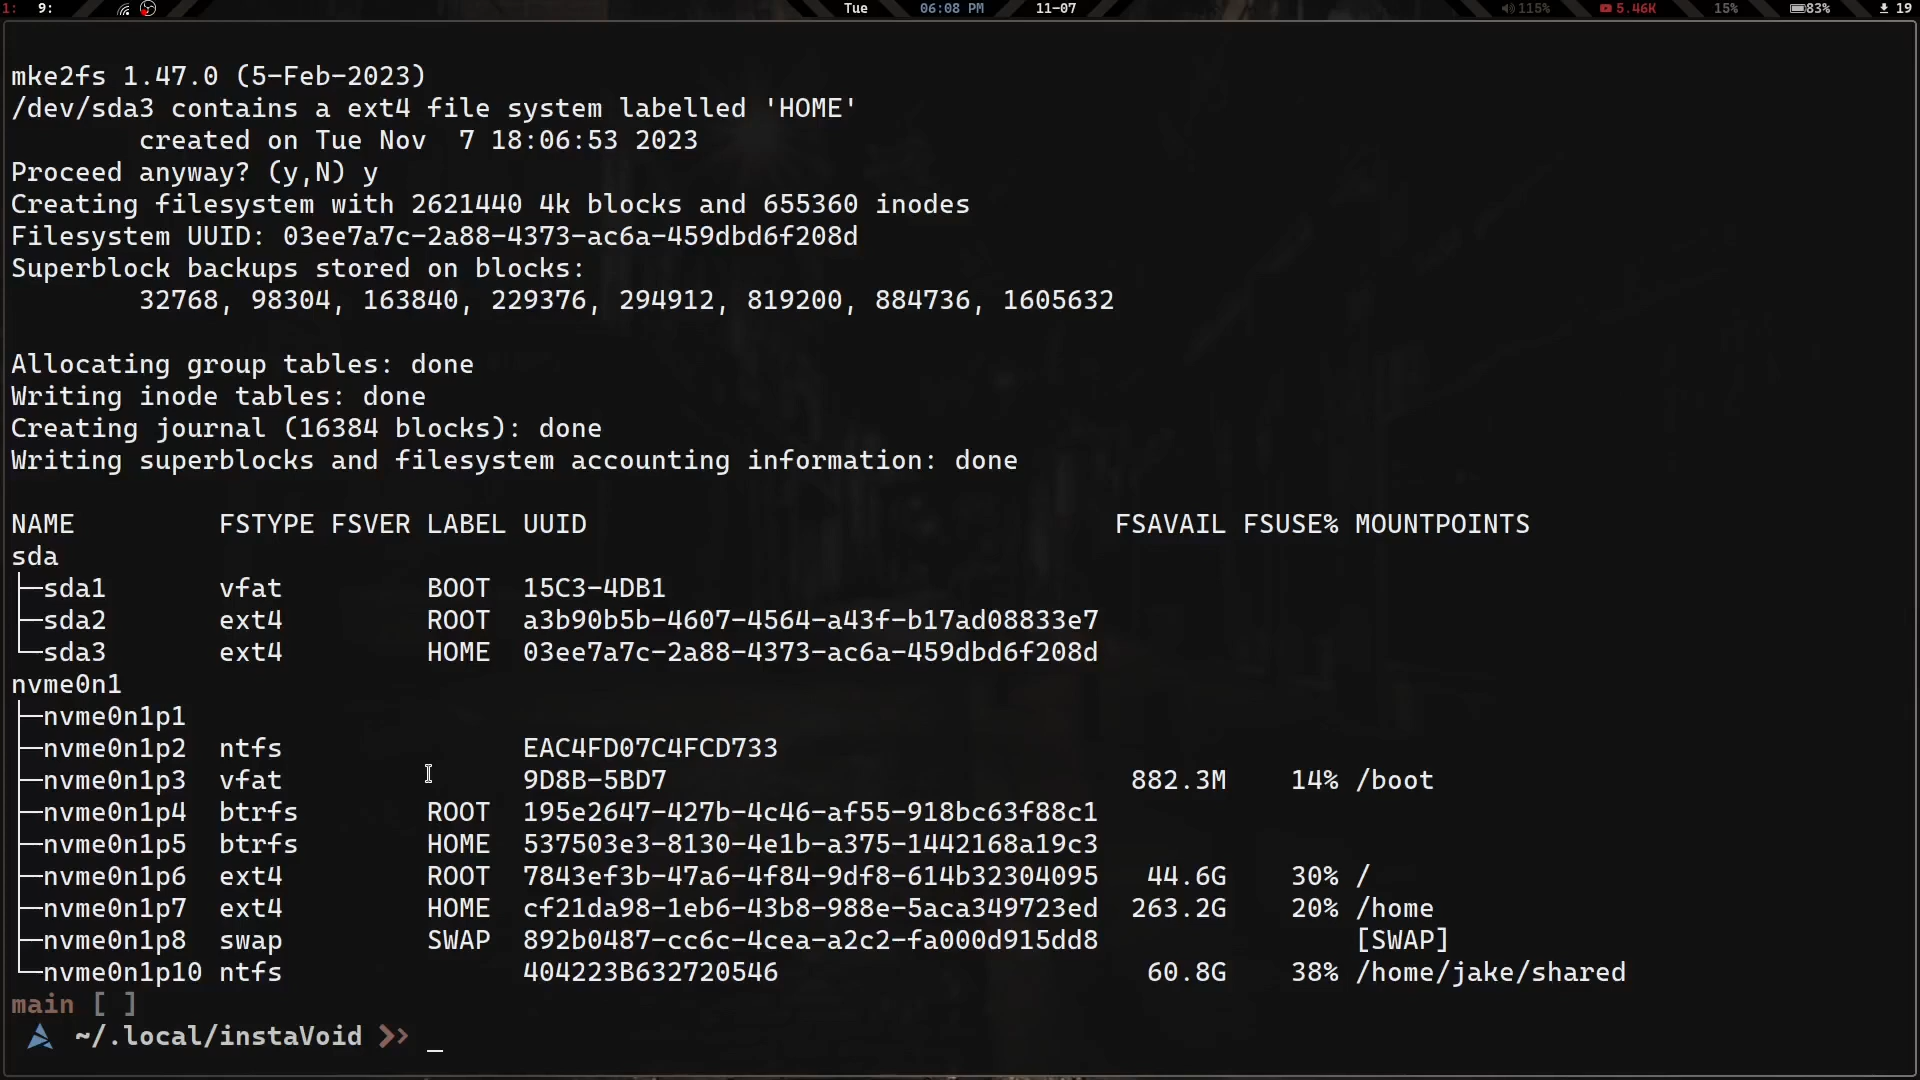 1: 9: Tue 06:08 PM 11-07 115% 5.46K 15% 83% 19
mke2fs 1.47.0 (5-Feb-2023)
/dev/sda3 contains a ext4 file system labelled 'HOME'
created on Tue Nov  7 18:06:53 2023
Proceed anyway? (y,N) y
Creating filesystem with 2621440 4k blocks and 655360 inodes
Filesystem UUID: 03ee7a7c-2a88-4373-ac6a-459dbd6f208d
Superblock backups stored on blocks:
32768, 98304, 163840, 229376, 294912, 819200, 884736, 1605632
Allocating group tables: done
Writing inode tables: done
Creating journal (16384 blocks): done
Writing superblocks and filesystem accounting information: done
NAME FSTYPE FSVER LABEL UUID FSAVAIL FSUSE% MOUNTPOINTS
sda
├─sda1 vfat BOOT 15C3-4DB1
├─sda2 ext4 ROOT a3b90b5b-4607-4564-a43f-b17ad08833e7
└─sda3 ext4 HOME 03ee7a7c-2a88-4373-ac6a-459dbd6f208d
nvme0n1
├─nvme0n1p1
├─nvme0n1p2 ntfs EAC4FD07C4FCD733
├─nvme0n1p3 vfat 9D8B-5BD7 882.3M 14% /boot
├─nvme0n1p4 btrfs ROOT 195e2647-427b-4c46-af55-918bc63f88c1
├─nvme0n1p5 btrfs HOME 537503e3-8130-4e1b-a375-1442168a19c3
├─nvme0n1p6 ext4 ROOT 7843ef3b-47a6-4f84-9df8-614b32304095 44.6G 30% /
├─nvme0n1p7 ext4 HOME cf21da98-1eb6-43b8-988e-5aca349723ed 263.2G 20% /home
├─nvme0n1p8 swap SWAP 892b0487-cc6c-4cea-a2c2-fa000d915dd8 [SWAP]
└─nvme0n1p10 ntfs 404223B632720546 60.8G 38% /home/jake/shared
main [ ]
~/.local/instaVoid ❯› _